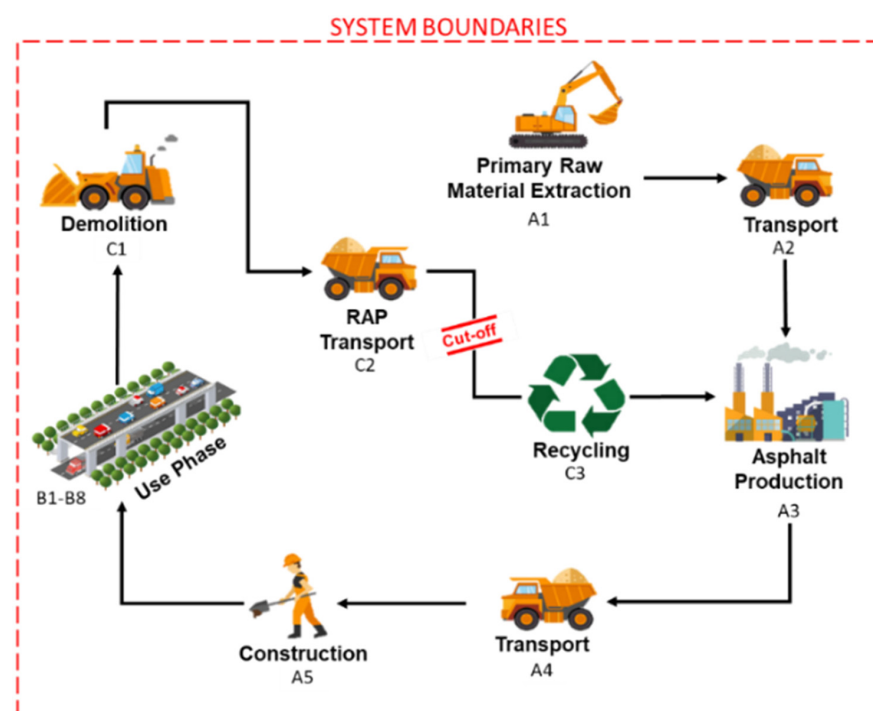 SYSTEM BOUNDARIES
Primary Raw
Material Extraction
A1
Transport
A2
Demolition
C1
RAP
Transport
C2
Cut-off
Recycling
C3
Asphalt
Production
A3
Use Phase
B1-B8
Construction
A5
Transport
A4